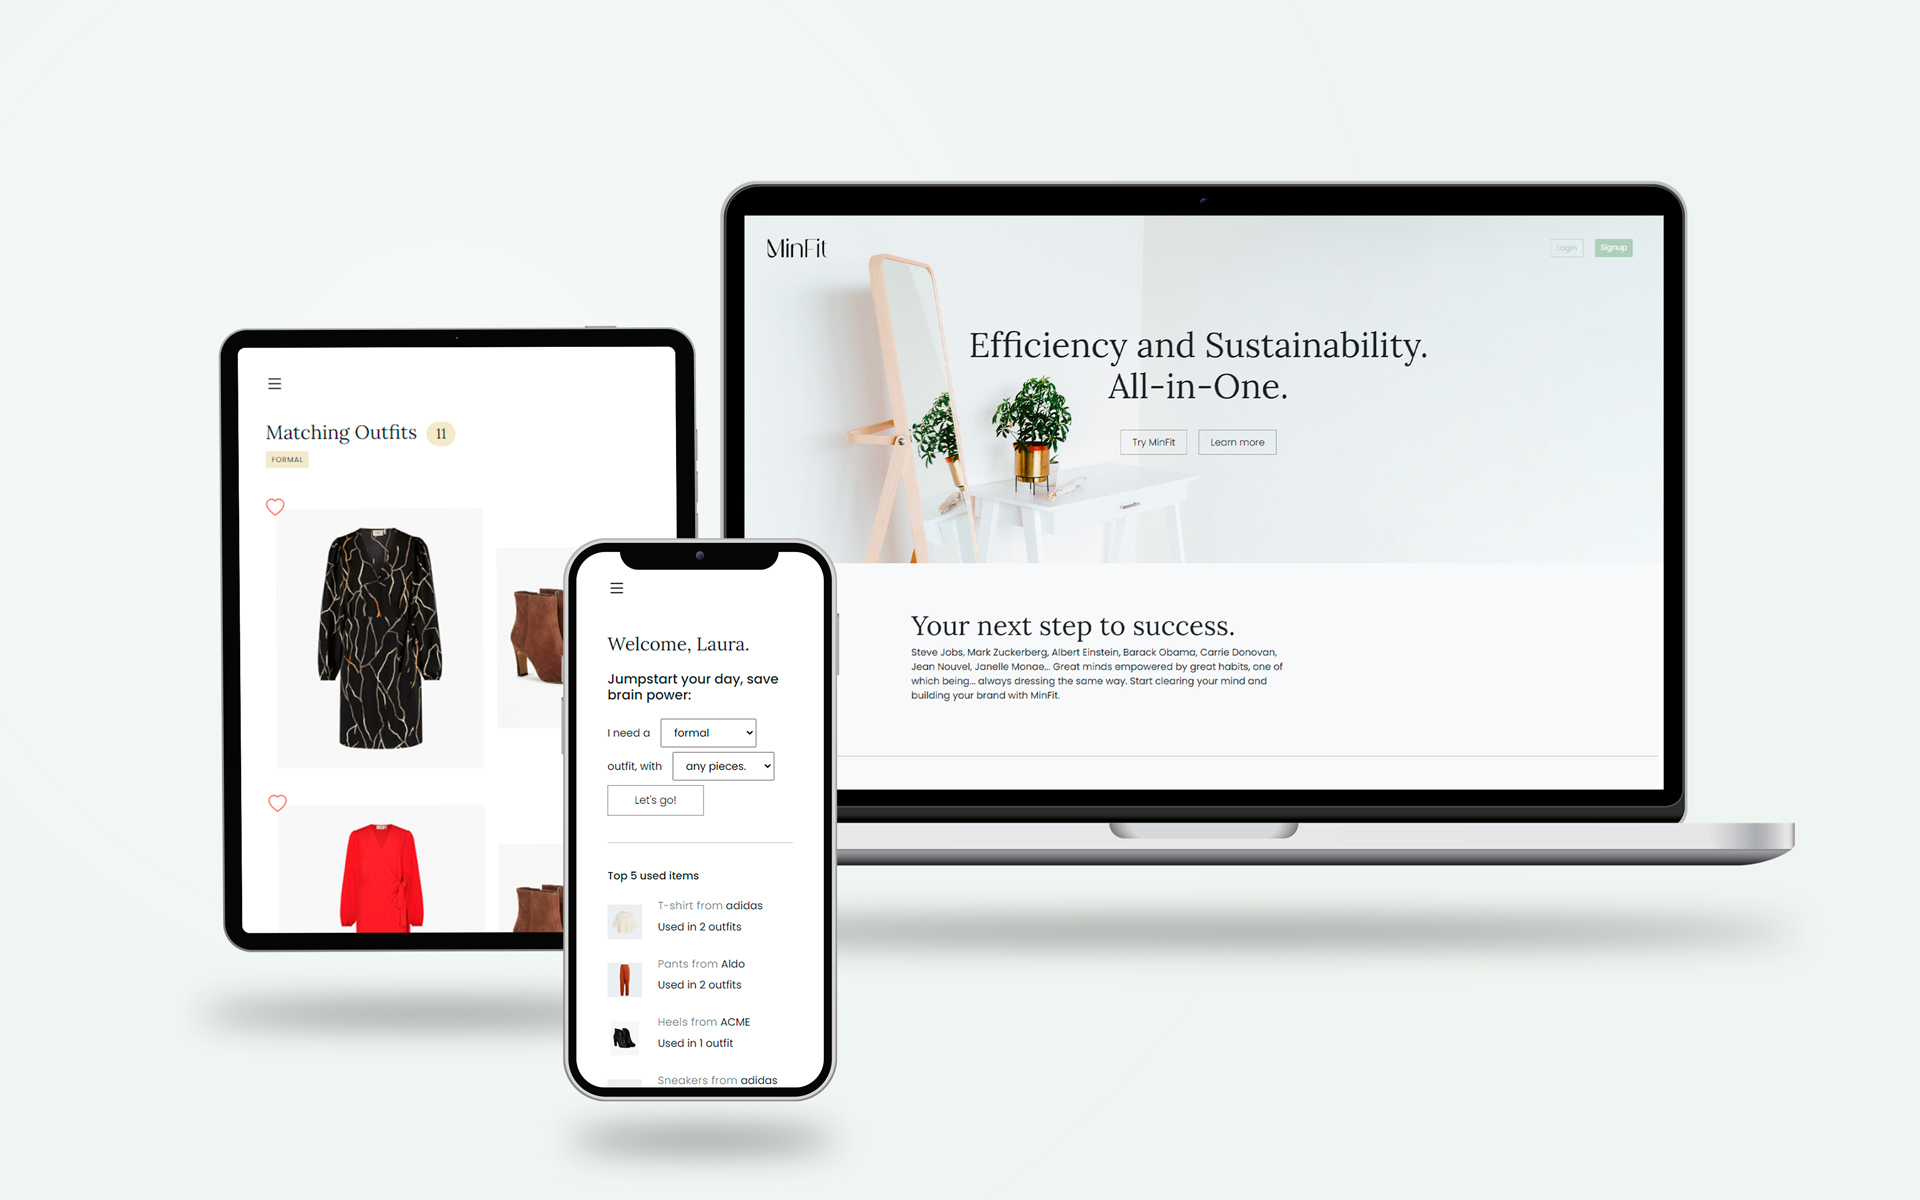 MinFit
Login
Signup
Efficiency and Sustainability.
All-in-One.
Try MinFit
Learn more
Your next step to success.
Steve Jobs, Mark Zuckerberg, Albert Einstein, Barack Obama, Carrie Donovan,
Jean Nouvel, Janelle Monae... Great minds empowered by great habits, one of
which being... always dressing the same way. Start clearing your mind and
building your brand with MinFit.
Matching Outfits 11
FORMAL
Welcome, Laura.
Jumpstart your day, save
brain power:
I need a formal
outfit, with any pieces.
Let's go!
Top 5 used items
T-shirt from adidas
Used in 2 outfits
Pants from Aldo
Used in 2 outfits
Heels from ACME
Used in 1 outfit
Sneakers from adidas